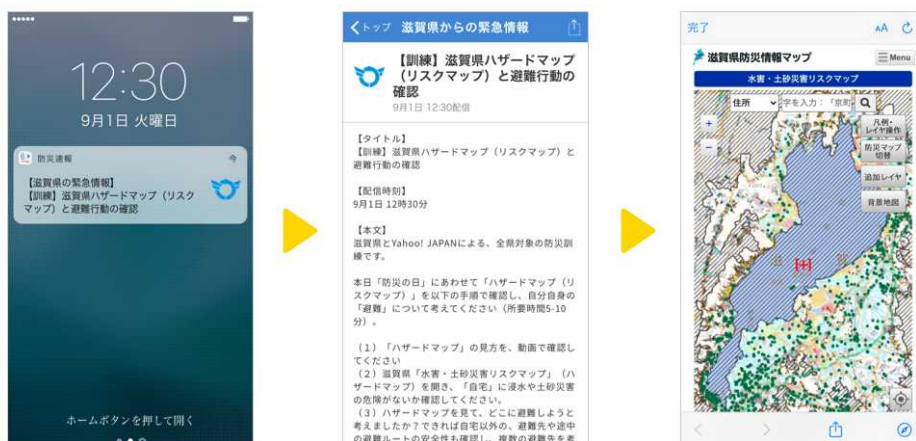 12:30
9月1日 火曜日
防災速報
今
【滋賀県の緊急情報】
【訓練】滋賀県ハザードマップ（リスク
マップ）と避難行動の確認
ホームボタンを押して開く
トップ 滋賀県からの緊急情報
【訓練】滋賀県ハザードマップ
（リスクマップ）と避難行動の
確認
9月1日 12:30配信
【タイトル】
【訓練】滋賀県ハザードマップ（リスクマップ）と
避難行動の確認
【配信時刻】
9月1日 12時30分
【本文】
滋賀県とYahoo! JAPANによる、全県対象の防災訓
練です。
本日「防災の日」にあわせて「ハザードマップ（リ
スクマップ）」を以下の手順で確認し、自分自身の
「避難」について考えてください（所要時間5-10
分）。
（1）「ハザードマップ」の見方を、動画で確認し
てください
（2）滋賀県「水害・土砂災害リスクマップ」（ハ
ザードマップ）を開き、「自宅」に浸水や土砂災害
の危険がないか確認してください。
（3）ハザードマップを見て、どこに避難しようと
考えましたか？できれば自宅以外の、避難先や途中
の避難ルートの安全性も確認し、複数の避難先を考
完了
AA
滋賀県防災情報マップ
Menu
水害・土砂災害リスクマップ
住所
字を入力：「京町
+
凡例・
レイヤ操作
−
防災マップ
切替
追加レイヤ
背景地図
滋 賀